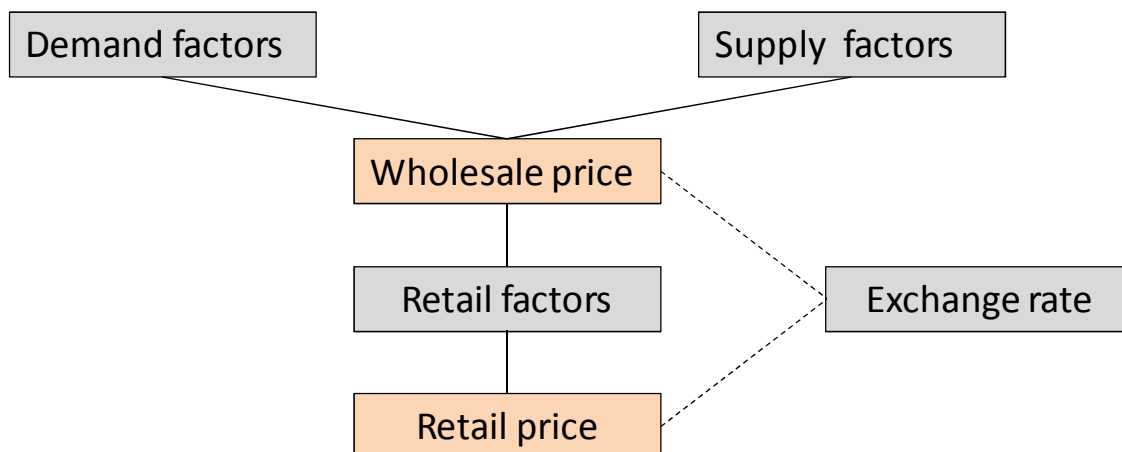 Demand factors
Supply factors
Wholesale price
Retail factors
Exchange rate
Retail price